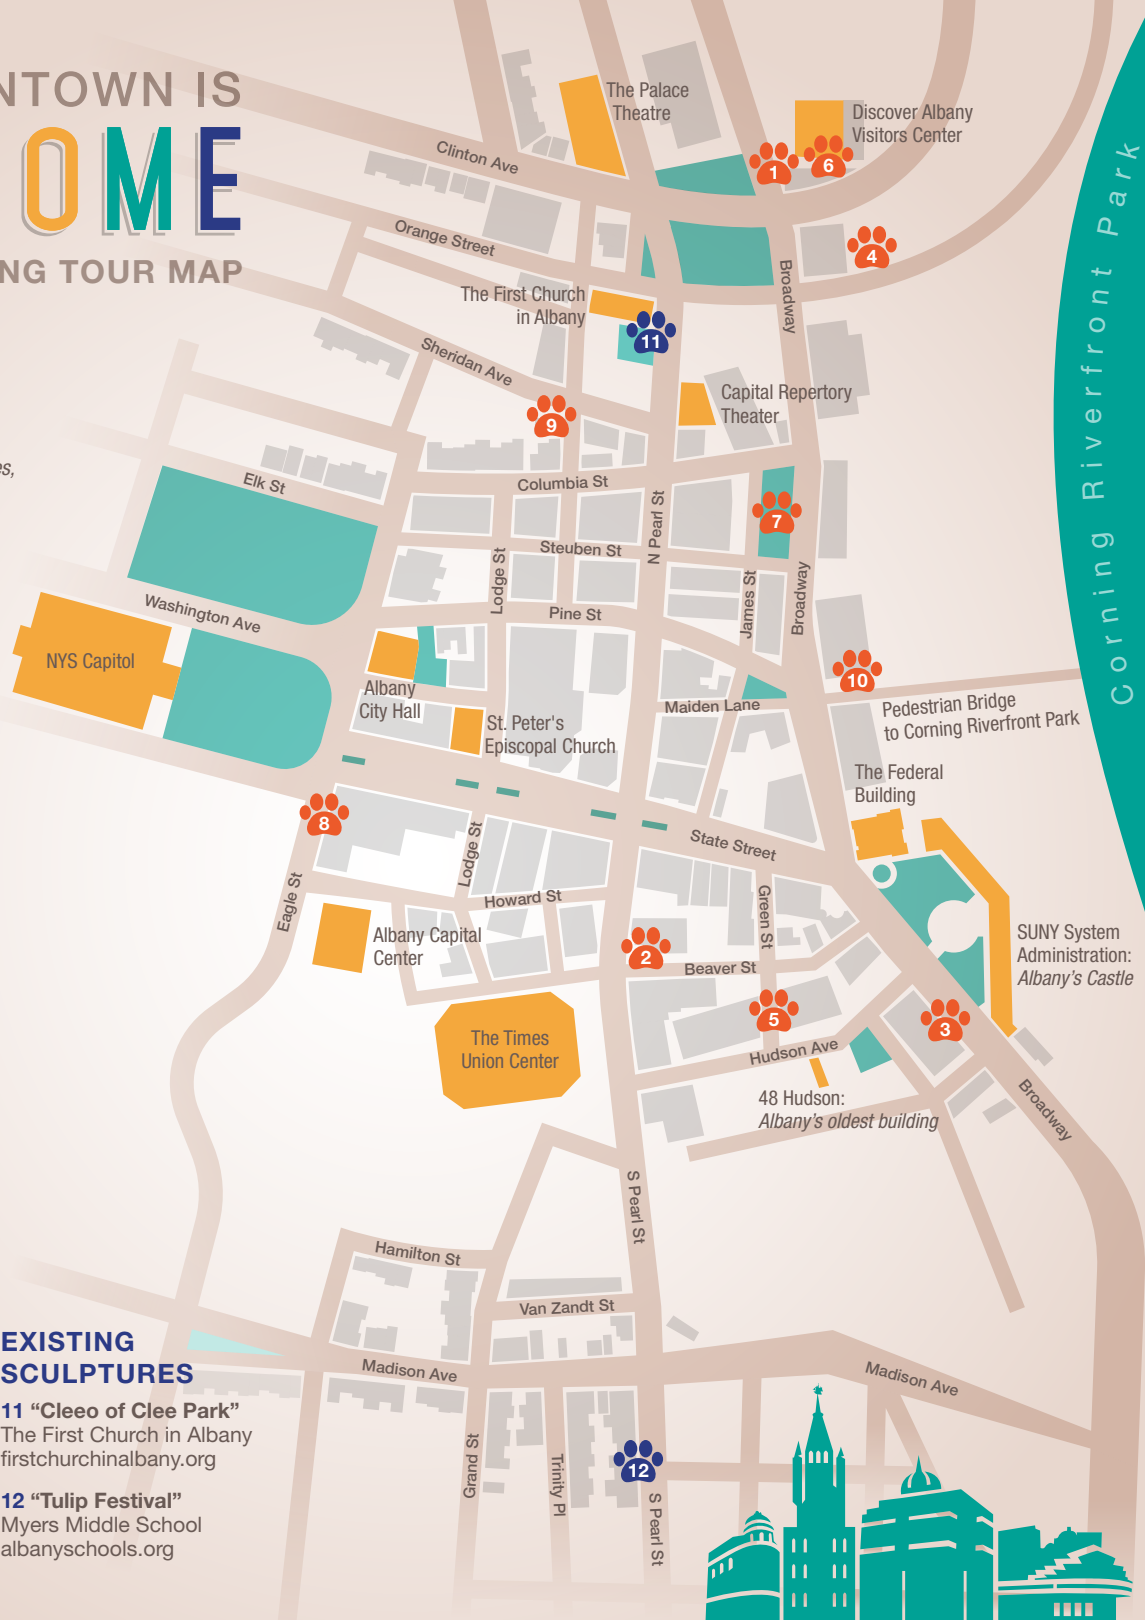 NTOWN IS
OME
NG TOUR MAP
es,
The Palace
Theatre
Discover Albany
Visitors Center
1
6
4
Clinton Ave
Orange Street
Broadway
The First Church
in Albany
11
Sheridan Ave
Capital Repertory
Theater
9
Elk St
Columbia St
7
N Pearl St
Steuben St
Lodge St
Pine St
James St
Broadway
Washington Ave
NYS Capitol
Albany
City Hall
St. Peter's
Episcopal Church
Maiden Lane
10
Pedestrian Bridge
to Corning Riverfront Park
Corning Riverfront Park
The Federal
Building
8
State Street
Lodge St
Eagle St
Howard St
Green St
Albany Capital
Center
2
Beaver St
SUNY System
Administration:
Albany's Castle
5
3
The Times
Union Center
Hudson Ave
48 Hudson:
Albany's oldest building
Broadway
S Pearl St
Hamilton St
Van Zandt St
Madison Ave
Madison Ave
Grand St
Trinity Pl
12
S Pearl St
EXISTING
SCULPTURES
11 “Cleeo of Clee Park”
The First Church in Albany
firstchurchinalbany.org
12 “Tulip Festival”
Myers Middle School
albanyschools.org